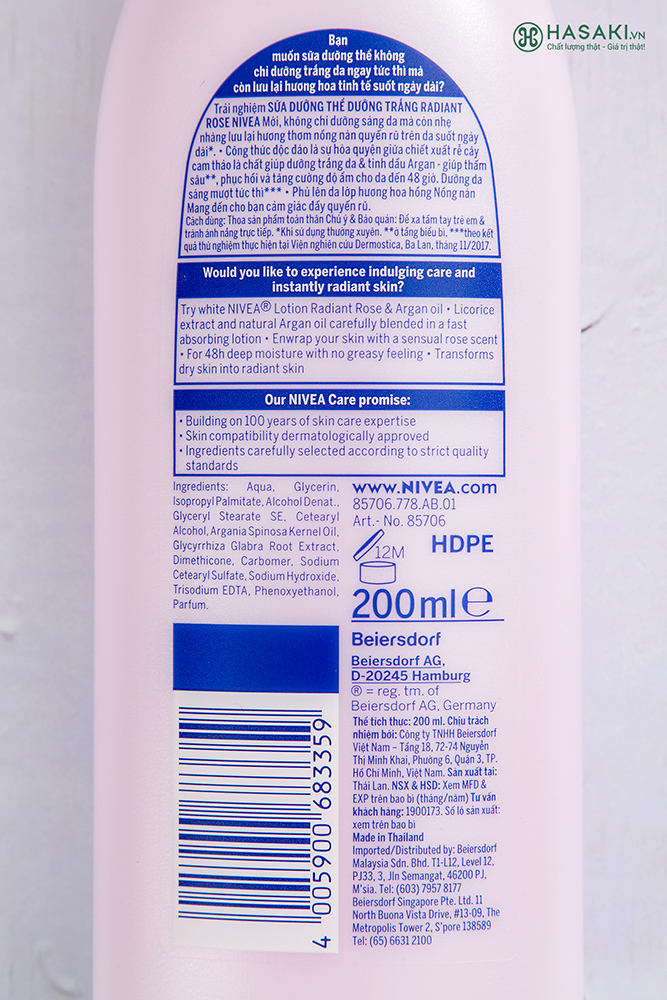 HASAKI.VN
Chất lượng thật - Giá trị thật!
Bạn
muốn sữa dưỡng thể không
chỉ dưỡng trắng da ngay tức thì mà
còn lưu lại hương hoa tinh tế suốt ngày dài?
Trải nghiệm SỮA DƯỠNG THỂ DƯỠNG TRẮNG RADIANT
ROSE NIVEA Mới, không chỉ dưỡng sáng da mà còn nhẹ
nhàng lưu lại hương thơm nồng nàn quyến rũ trên da suốt ngày
dài*. • Công thức độc đáo là sự hòa quyện giữa chiết xuất rễ cây
cam thảo là chất giúp dưỡng trắng da & tinh dầu Argan - giúp thấm
sâu**, phục hồi và tăng cường độ ẩm cho da đến 48 giờ. Dưỡng da
sáng mượt tức thì*** • Phủ lên da lớp hương hoa hồng Nồng nàn
Mang đến cho bạn cảm giác đầy quyến rũ.
Cách dùng: Thoa sản phẩm toàn thân Chú ý & Bảo quản: Để xa tầm tay trẻ em &
tránh ánh nắng trực tiếp. *Khi sử dụng thường xuyên. **ở tầng biểu bì. ***theo kết
quả thử nghiệm thực hiện tại Viện nghiên cứu Dermostica, Ba Lan, tháng 11/2017.
Would you like to experience indulging care and
instantly radiant skin?
Try white NIVEA® Lotion Radiant Rose & Argan oil • Licorice
extract and natural Argan oil carefully blended in a fast
absorbing lotion • Enwrap your skin with a sensual rose scent
• For 48h deep moisture with no greasy feeling • Transforms
dry skin into radiant skin
Our NIVEA Care promise:
• Building on 100 years of skin care expertise
• Skin compatibility dermatologically approved
• Ingredients carefully selected according to strict quality
standards
Ingredients: Aqua, Glycerin,
Isopropyl Palmitate, Alcohol Denat.,
Glyceryl Stearate SE, Cetearyl
Alcohol, Argania Spinosa Kernel Oil,
Glycyrrhiza Glabra Root Extract,
Dimethicone, Carbomer, Sodium
Cetearyl Sulfate, Sodium Hydroxide,
Trisodium EDTA, Phenoxyethanol,
Parfum.
www.NIVEA.com
85706.778.AB.01
Art.- No. 85706
12M
HDPE
200ml e
Beiersdorf
Beiersdorf AG,
D-20245 Hamburg
® = reg. tm. of
Beiersdorf AG, Germany
Thể tích thực: 200 ml. Chịu trách
nhiệm bởi: Công ty TNHH Beiersdorf
Việt Nam – Tầng 18, 72-74 Nguyễn
Thị Minh Khai, Phường 6, Quận 3, TP.
Hồ Chí Minh, Việt Nam. Sản xuất tại:
Thái Lan. NSX & HSD: Xem MFD &
EXP trên bao bì (tháng/năm) Tư vấn
khách hàng: 1900173. Số lô sản xuất:
xem trên bao bì
Made in Thailand
Imported/Distributed by: Beiersdorf
Malaysia Sdn. Bhd. T1-L12, Level 12,
PJ33, 3, Jln Semangat, 46200 PJ,
M'sia. Tel: (603) 7957 8177
Beiersdorf Singapore Pte. Ltd. 11
North Buona Vista Drive, #13-09, The
Metropolis Tower 2, S'pore 138589
Tel: (65) 6631 2100
4 005900 683359